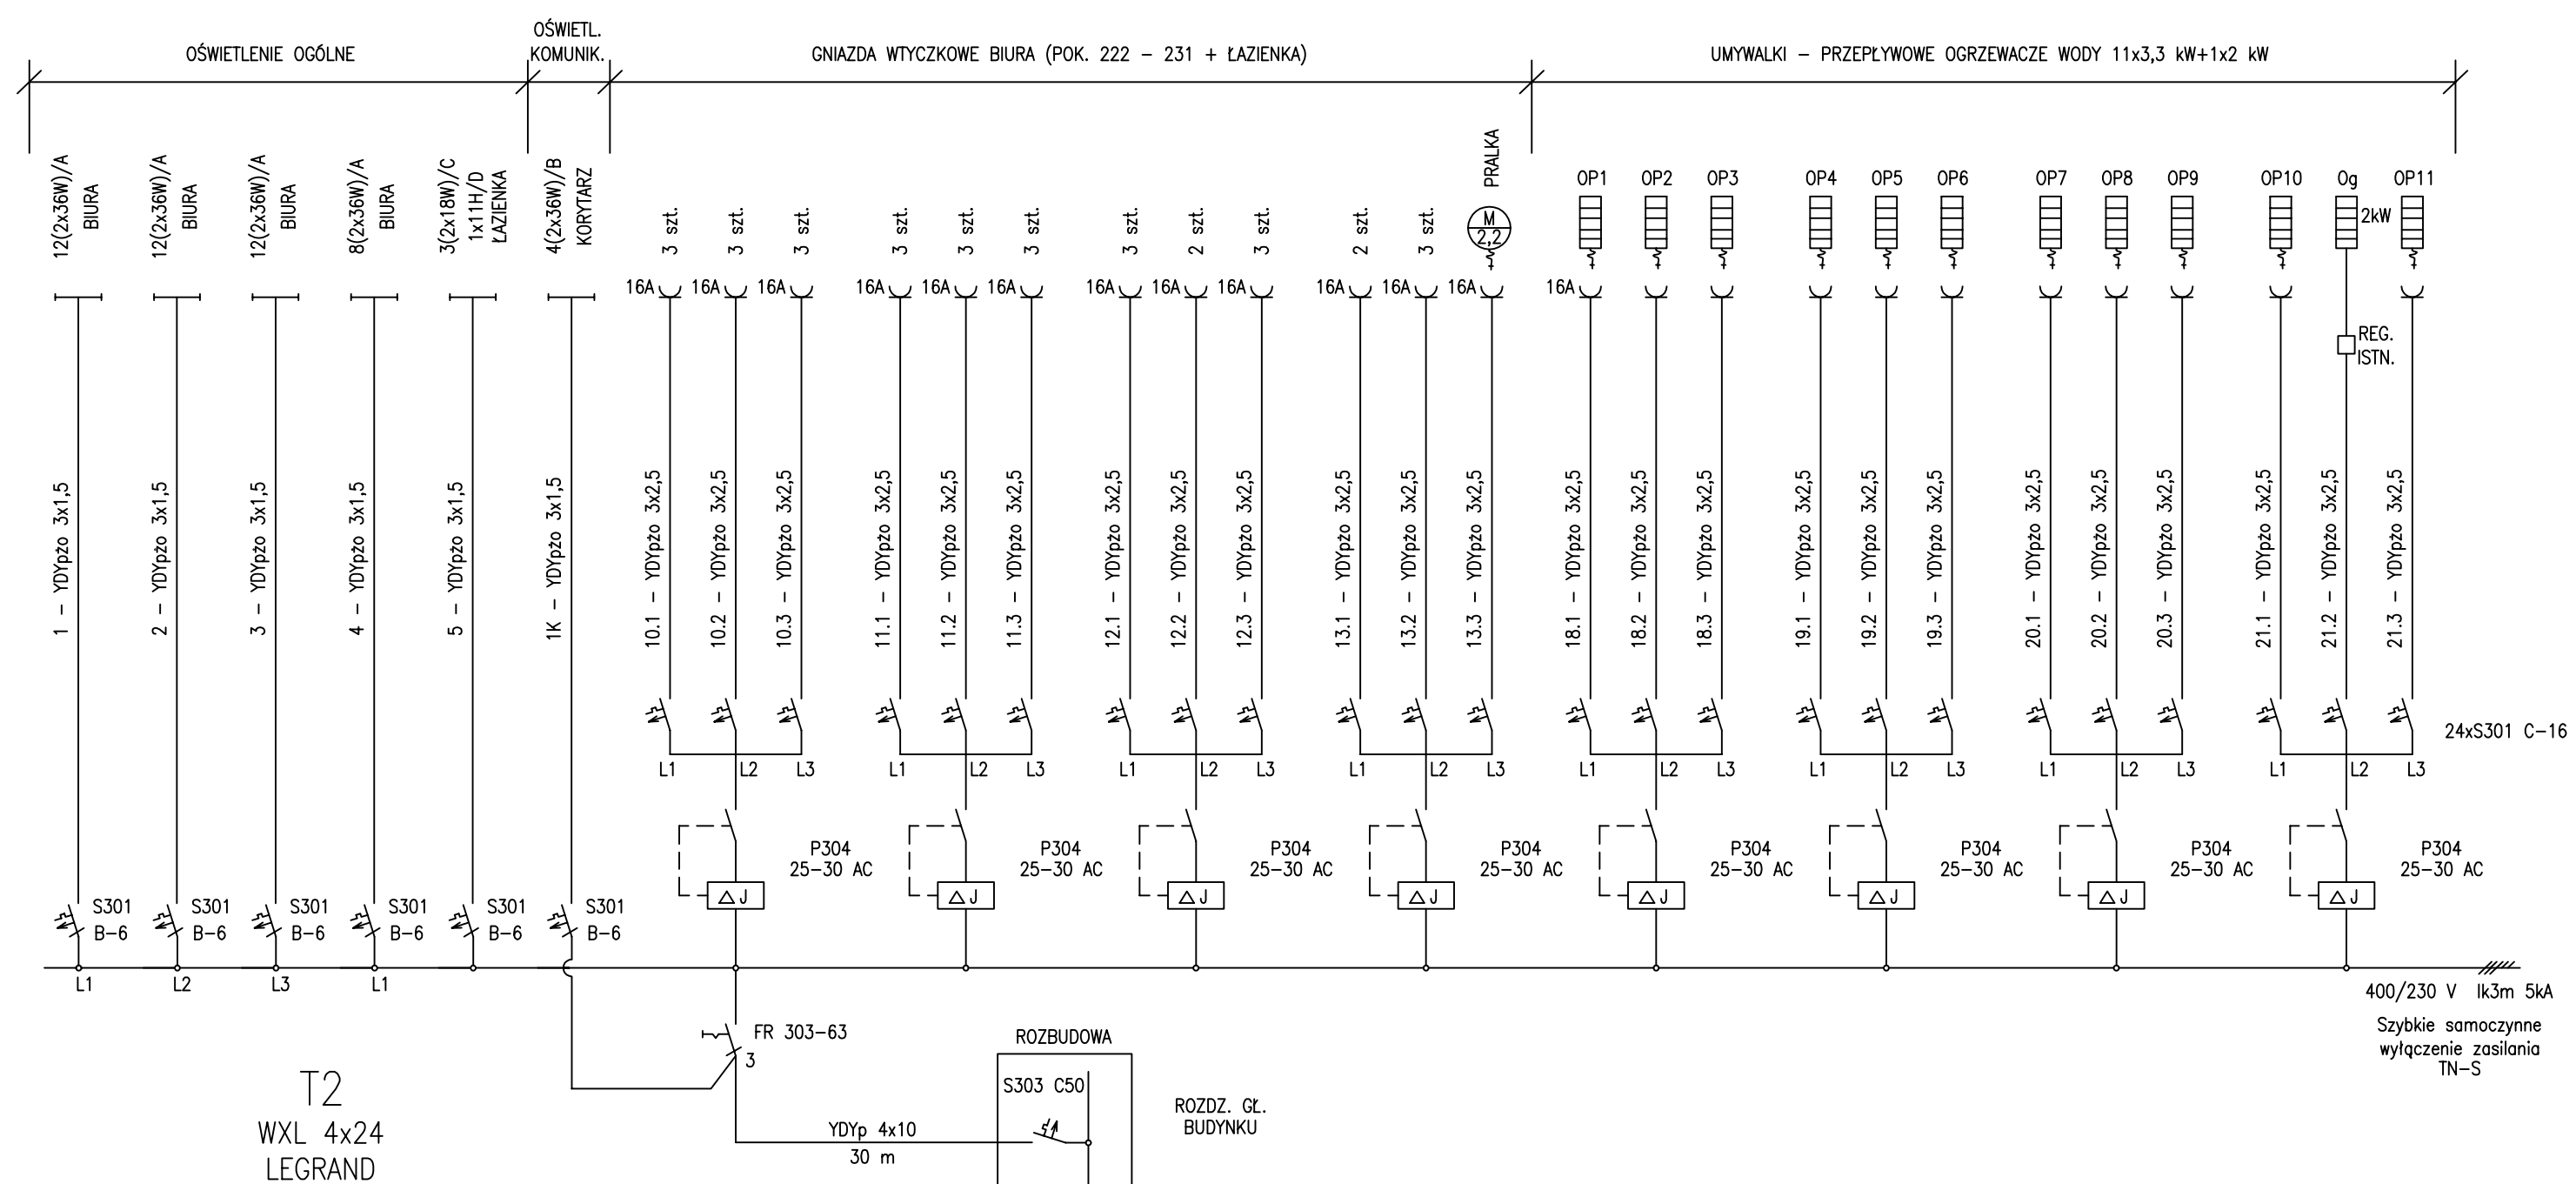 OŚWIETLENIE OGÓLNE
OŚWIETL.
KOMUNIK.
GNIAZDA WTYCZKOWE BIURA (POK. 222 – 231 + ŁAZIENKA)
UMYWALKI – PRZEPŁYWOWE OGRZEWACZE WODY 11x3,3 kW+1x2 kW
12(2x36W)/A
BIURA
12(2x36W)/A
BIURA
12(2x36W)/A
BIURA
8(2x36W)/A
BIURA
3(2x18W)/C
1x11H/D
ŁAZIENKA
4(2x36W)/B
KORYTARZ
3 szt.
3 szt.
3 szt.
3 szt.
3 szt.
3 szt.
3 szt.
2 szt.
3 szt.
2 szt.
3 szt.
PRALKA
M
2,2
OP1
OP2
OP3
OP4
OP5
OP6
OP7
OP8
OP9
OP10
Og
OP11
2kW
16A
16A
16A
16A
16A
16A
16A
16A
16A
16A
16A
16A
16A
REG.
ISTN.
1 – YDYpżo 3x1,5
2 – YDYpżo 3x1,5
3 – YDYpżo 3x1,5
4 – YDYpżo 3x1,5
5 – YDYpżo 3x1,5
1K – YDYpżo 3x1,5
10.1 – YDYpżo 3x2,5
10.2 – YDYpżo 3x2,5
10.3 – YDYpżo 3x2,5
11.1 – YDYpżo 3x2,5
11.2 – YDYpżo 3x2,5
11.3 – YDYpżo 3x2,5
12.1 – YDYpżo 3x2,5
12.2 – YDYpżo 3x2,5
12.3 – YDYpżo 3x2,5
13.1 – YDYpżo 3x2,5
13.2 – YDYpżo 3x2,5
13.3 – YDYpżo 3x2,5
18.1 – YDYpżo 3x2,5
18.2 – YDYpżo 3x2,5
18.3 – YDYpżo 3x2,5
19.1 – YDYpżo 3x2,5
19.2 – YDYpżo 3x2,5
19.3 – YDYpżo 3x2,5
20.1 – YDYpżo 3x2,5
20.2 – YDYpżo 3x2,5
20.3 – YDYpżo 3x2,5
21.1 – YDYpżo 3x2,5
21.2 – YDYpżo 3x2,5
21.3 – YDYpżo 3x2,5
24xS301 C–16
L1 L2 L3
L1 L2 L3
L1 L2 L3
L1 L2 L3
L1 L2 L3
L1 L2 L3
L1 L2 L3
L1 L2 L3
P304
25–30 AC
P304
25–30 AC
P304
25–30 AC
P304
25–30 AC
P304
25–30 AC
P304
25–30 AC
P304
25–30 AC
P304
25–30 AC
△J
△J
△J
△J
△J
△J
△J
△J
S301
B–6
S301
B–6
S301
B–6
S301
B–6
S301
B–6
S301
B–6
L1
L2
L3
L1
400/230 V Ik3m 5kA
Szybkie samoczynne
wyłączenie zasilania
TN–S
FR 303–63
3
ROZBUDOWA
S303 C50
ROZDZ. GŁ.
BUDYNKU
YDYp 4x10
30 m
T2
WXL 4x24
LEGRAND